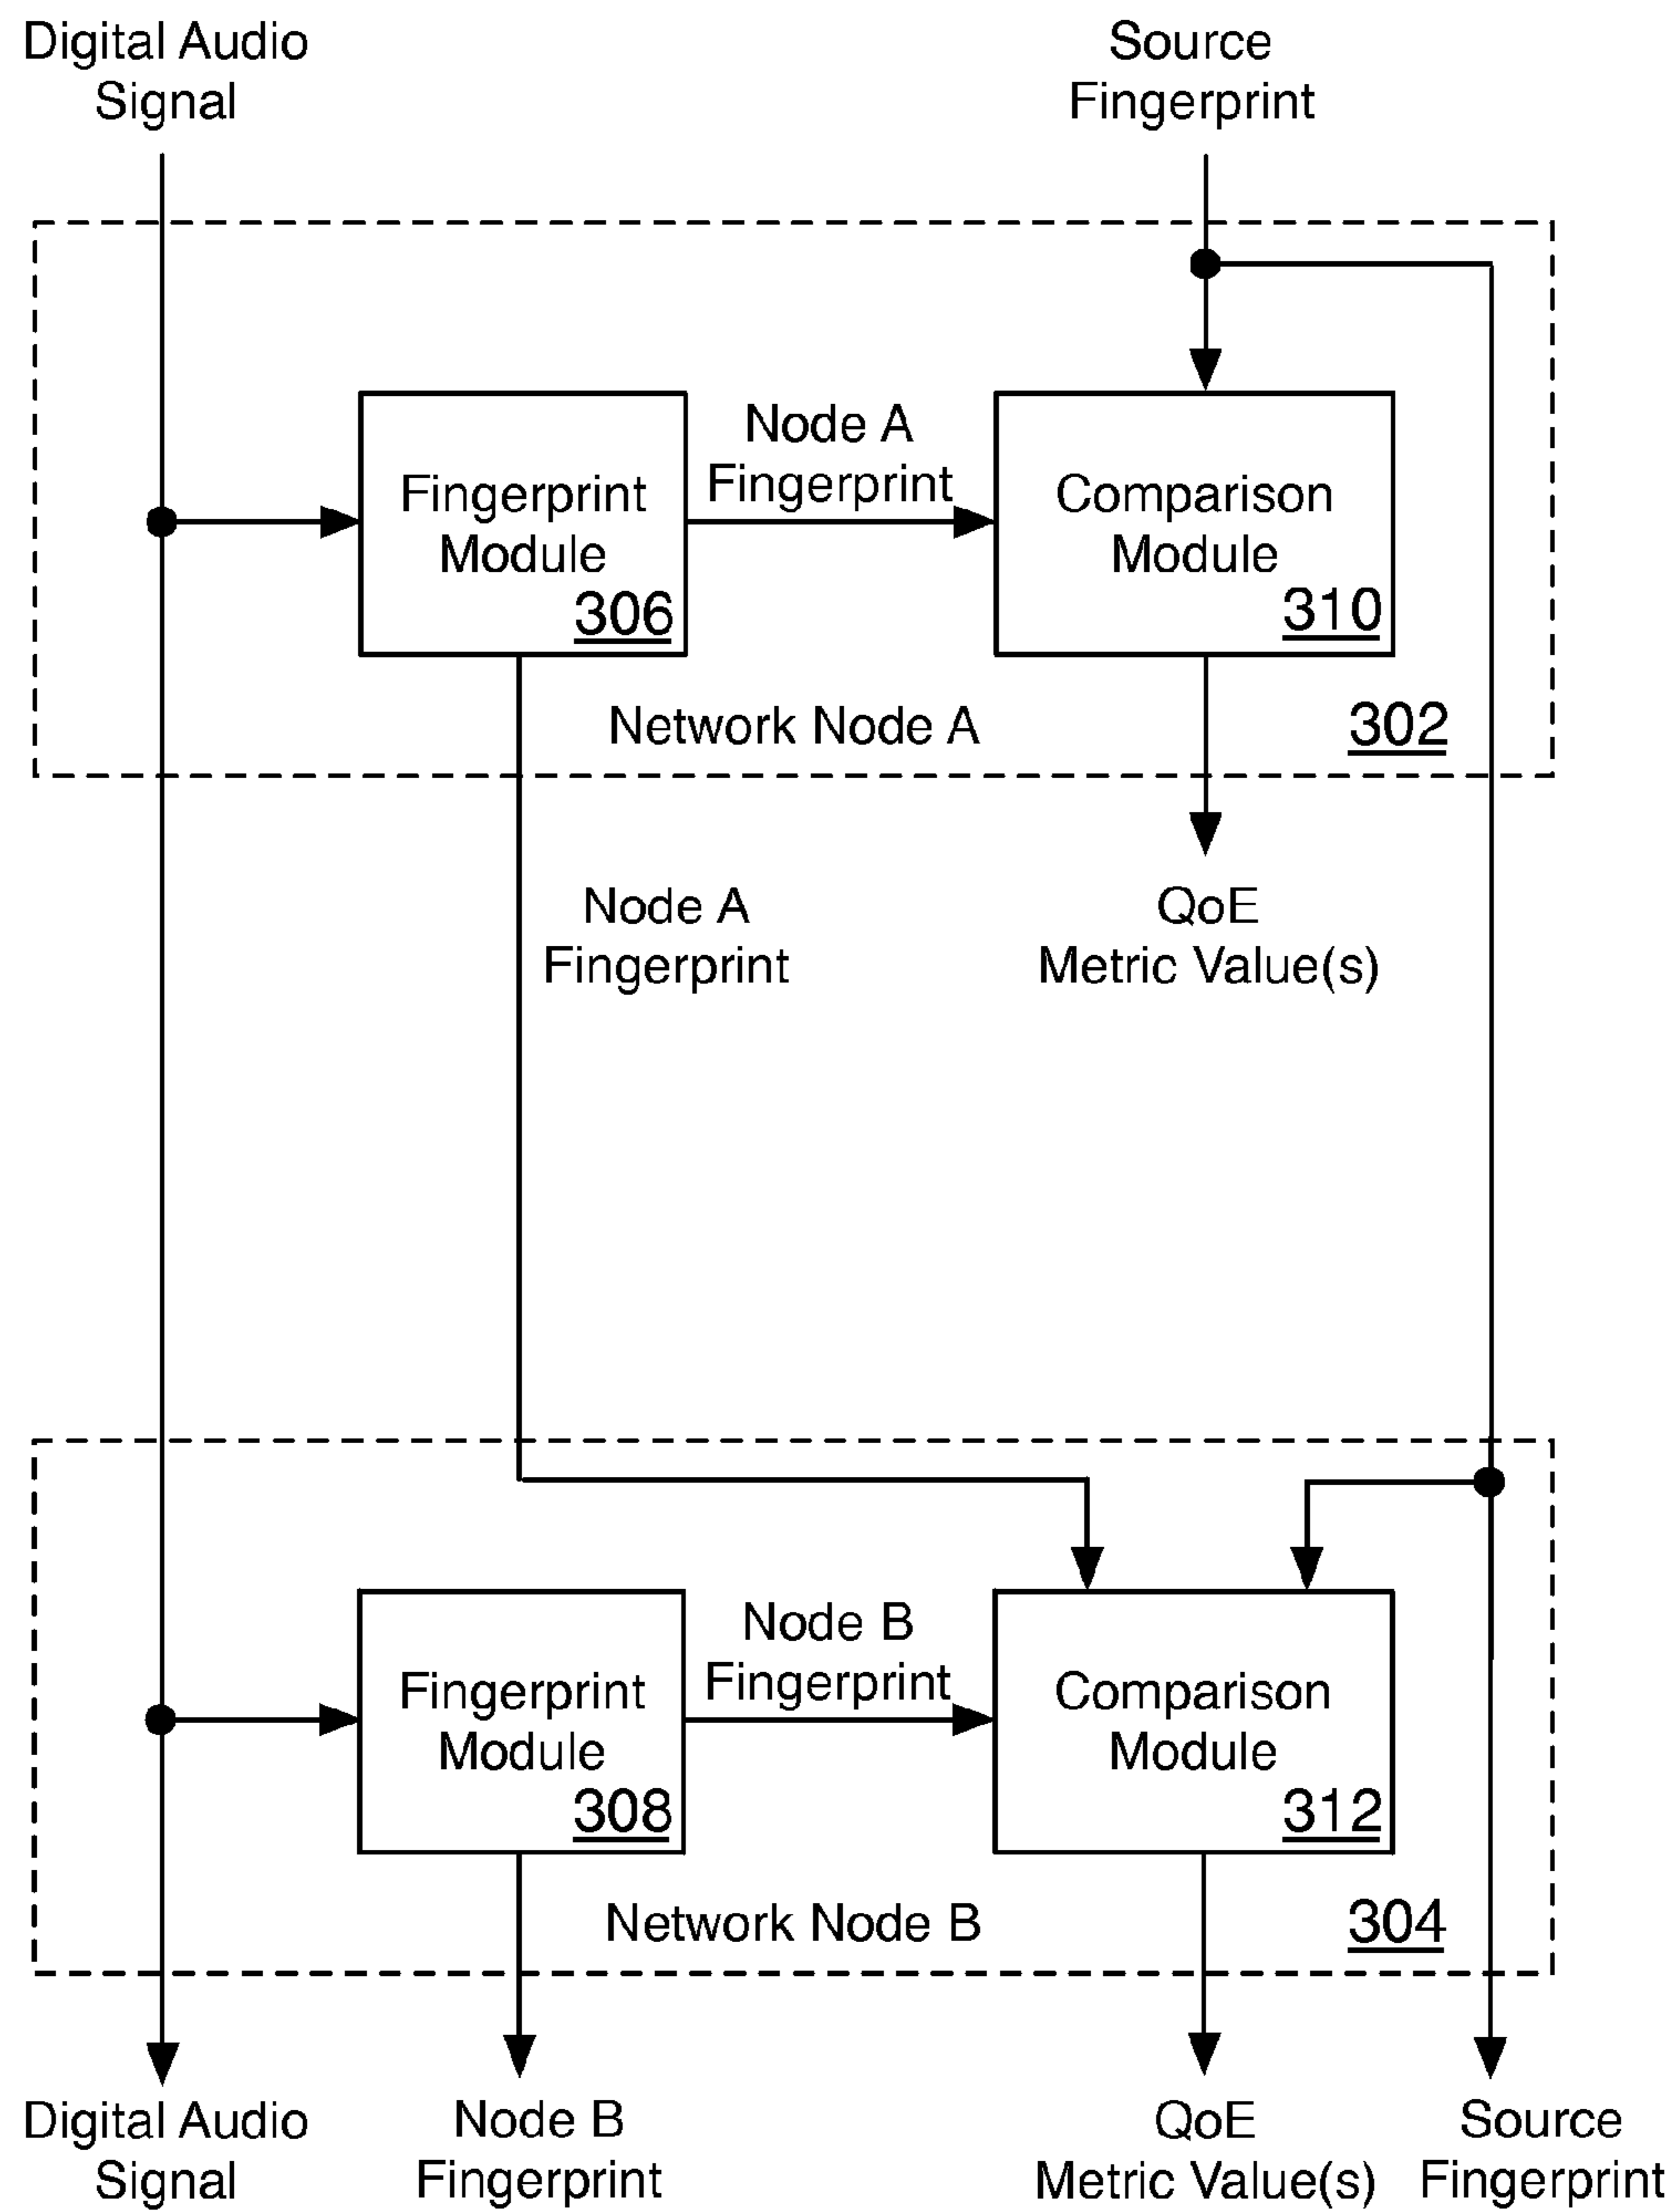 Digital Audio
Signal
Source
Fingerprint
Fingerprint
Module
306
Node A
Fingerprint
Comparison
Module
310
Network Node A
302
Node A
Fingerprint
QoE
Metric Value(s)
Fingerprint
Module
308
Node B
Fingerprint
Comparison
Module
312
Network Node B
304
Digital Audio
Signal
Node B
Fingerprint
QoE
Metric Value(s)
Source
Fingerprint